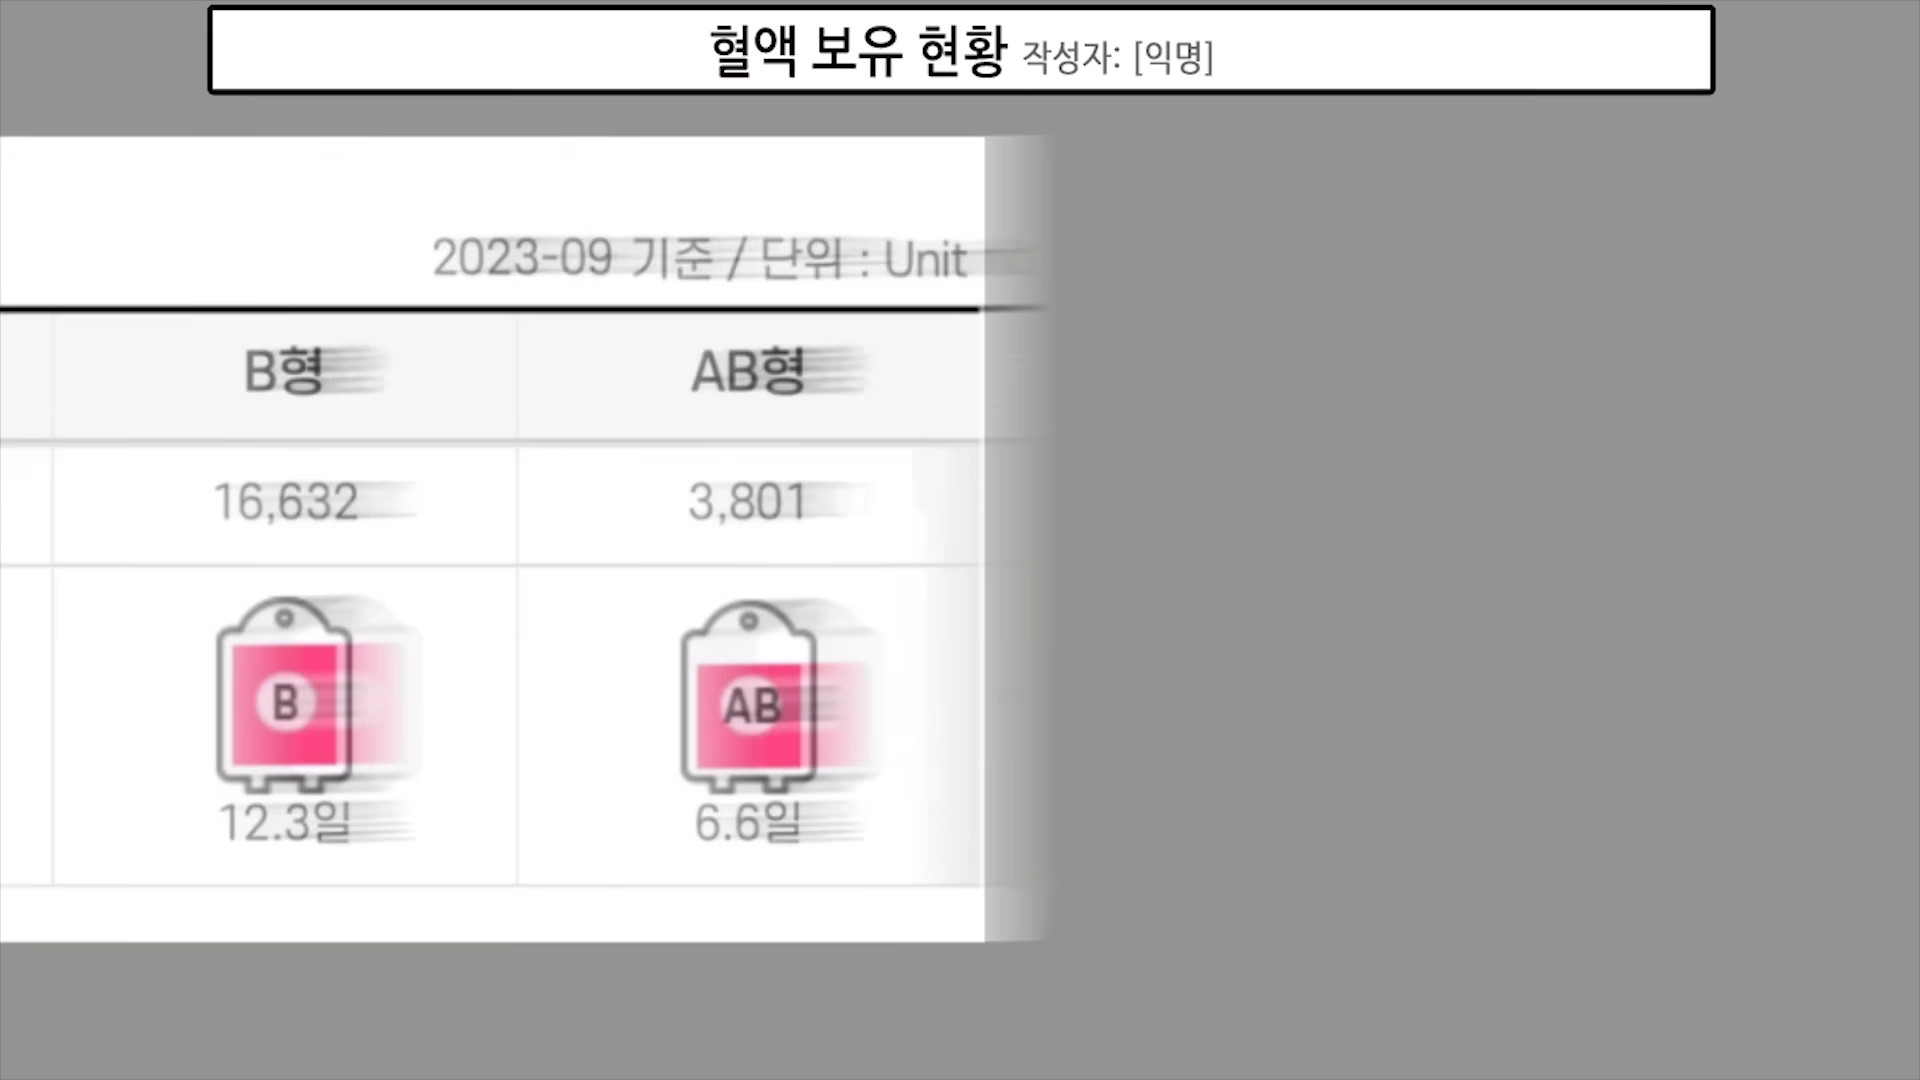 혈액 보유 현황 작성자: [익명]
2023-09 기준 / 단위 : Unit
B형 AB형
16,632 3,801
B AB
12.3일 6.6일